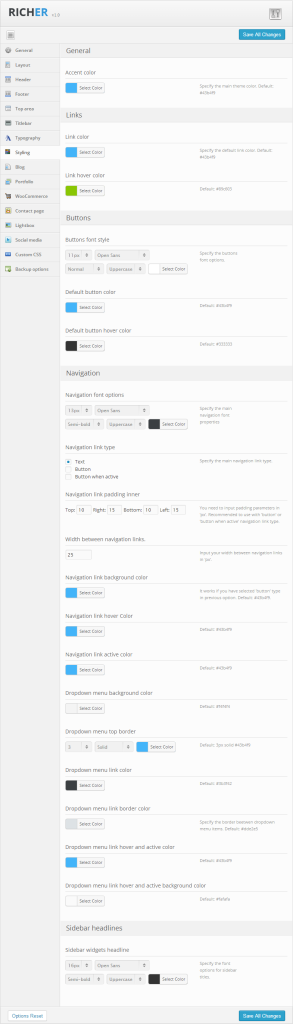 RICHER v1.0
Save All Changes
General
Layout
Header
Footer
Top area
Titlebar
Typography
Styling
Blog
Portfolio
WooCommerce
Contact page
Lightbox
Social media
Custom CSS
Backup options
General
Accent color
Select Color
Specify the main theme color. Default:
Links
Link color
Select Color
Specify the default link color. Default:
Link hover color
Select Color
Default:
Buttons
Buttons font style
11px Open Sans
Normal Uppercase Select Color
Specify the buttons
font options.
Default button color
Select Color
Default:
Default button hover color
Select Color
Default: #333333
Navigation
Navigation font options
13px Open Sans
Semi-bold Uppercase Select Color
Specify the main
navigation font
properties
Navigation link type
Text
Button
Button when active
Specify the main navigation link type
Navigation link padding inner
Top: 10 Right: 15 Bottom: 10 Left: 15
You need to input padding parameters in
'px'. Recommended to use with 'button' or
'button when active' navigation link type.
Width between navigation links.
25
Input your width between navigation links
in 'px'.
Navigation link background color
Select Color
It works if you have selected 'button' type
in previous option. Default:
Navigation link hover Color
Select Color
Default:
Navigation link active color
Select Color
Default:
Dropdown menu background color
Select Color
Default:
Dropdown menu top border
3 Solid Select Color
Default: 3px solid
Dropdown menu link color
Select Color
Default:
Dropdown menu link border color
Select Color
Specify the border between dropdown
menu items. Default:
Dropdown menu link hover and active color
Select Color
Default:
Dropdown menu link hover and active background color
Select Color
Default:
Sidebar headlines
Sidebar widgets headline
16px Open Sans
Semi-bold Uppercase Select Color
Specify the font
options for sidebar
titles.
Options Reset
Save All Changes